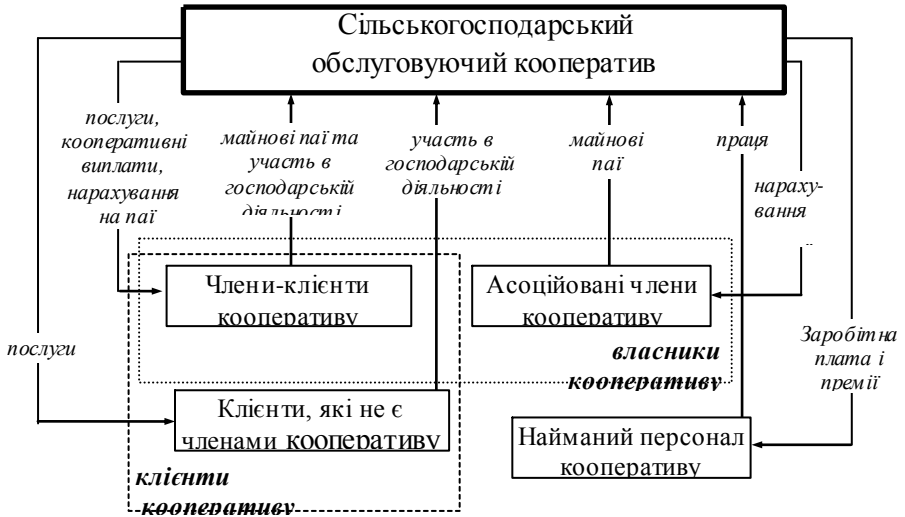 Сільськогосподарський
обслуговуючий кооператив
послуги,
кооперативні
виплати,
нарахування
на паї
майнові паї та
участь в
господарській
діяльності
участь в
господарській
діяльності
майнові
паї
праця
нараху-
вання
Члени-клієнти
кооперативу
Асоційовані члени
кооперативу
послуги
власники
кооперативу
Заробітна
плата і
премії
Клієнти, які не є
членами кооперативу
Найманий персонал
кооперативу
клієнти
кооперативу